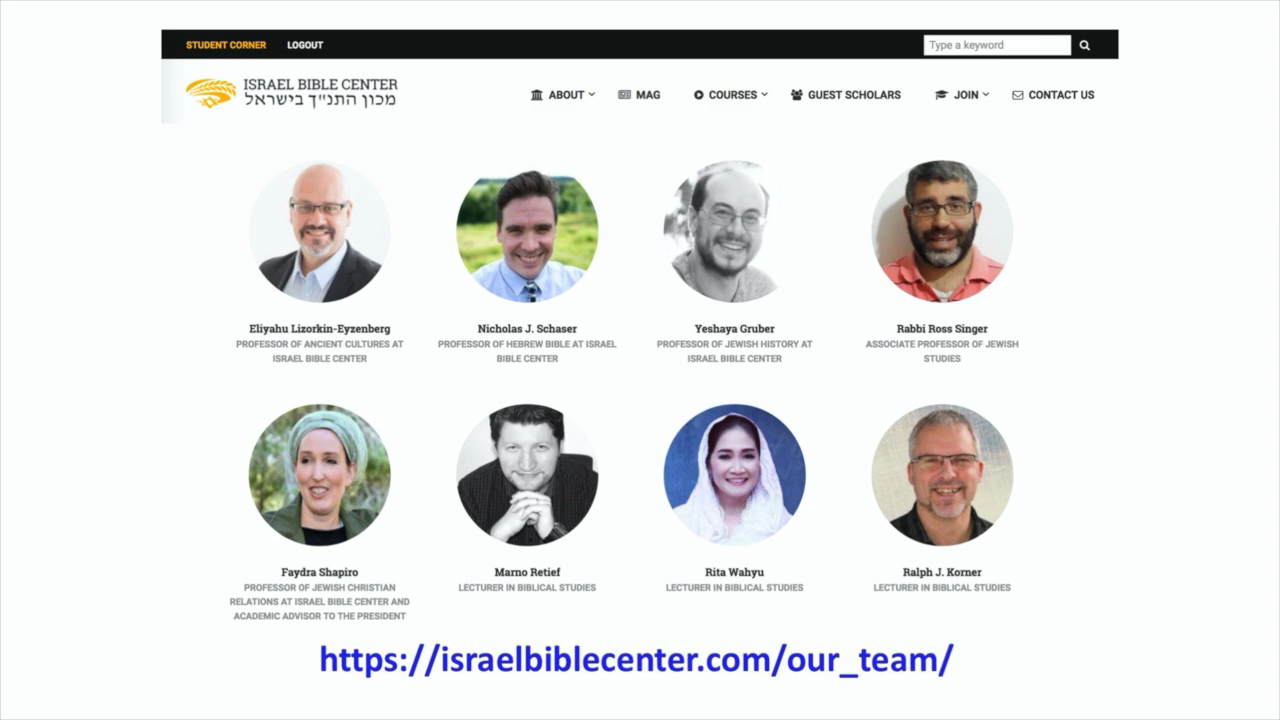 STUDENT CORNER LOGOUT Type a keyword
ISRAEL BIBLE CENTER
מכון התנ״ך בישראל
ABOUT MAG COURSES GUEST SCHOLARS JOIN CONTACT US
Eliyahu Lizorkin-Eyzenberg
PROFESSOR OF ANCIENT CULTURES AT
ISRAEL BIBLE CENTER
Nicholas J. Schaser
PROFESSOR OF HEBREW BIBLE AT ISRAEL
BIBLE CENTER
Yeshaya Gruber
PROFESSOR OF JEWISH HISTORY AT
ISRAEL BIBLE CENTER
Rabbi Ross Singer
ASSOCIATE PROFESSOR OF JEWISH
STUDIES
Faydra Shapiro
PROFESSOR OF JEWISH CHRISTIAN
RELATIONS AT ISRAEL BIBLE CENTER AND
ACADEMIC ADVISOR TO THE PRESIDENT
Marno Retief
LECTURER IN BIBLICAL STUDIES
Rita Wahyu
LECTURER IN BIBLICAL STUDIES
Ralph J. Korner
LECTURER IN BIBLICAL STUDIES
https://israelbiblecenter.com/our_team/